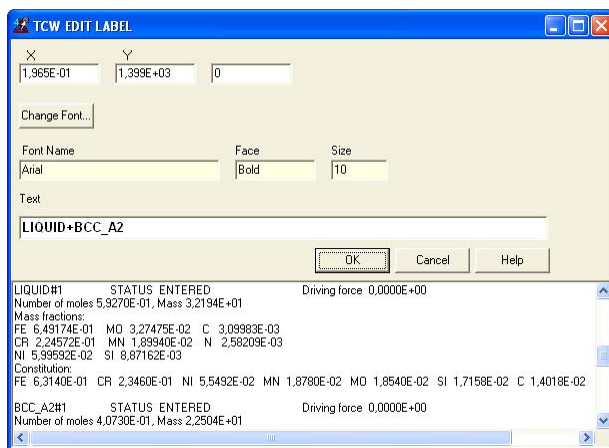 TCW EDIT LABEL
X Y
1,965E-01 1,399E+03 0
Change Font...
Font Name Face Size
Arial Bold 10
Text
LIQUID+BCC_A2
OK Cancel Help
LIQUID#1 STATUS ENTERED Driving force 0,0000E+00
Number of moles 5,9270E-01, Mass 3,2194E+01
Mass fractions:
FE 6,49174E-01 MO 3,27475E-02 C 3,09983E-03
CR 2,24572E-01 MN 1,89940E-02 N 2,58209E-03
NI 5,99592E-02 SI 8,87162E-03
Constitution:
FE 6,3140E-01 CR 2,3460E-01 NI 5,5492E-02 MN 1,8780E-02 MO 1,8540E-02 SI 1,7158E-02 C 1,4018E-02
BCC_A2#1 STATUS ENTERED Driving force 0,0000E+00
Number of moles 4,0730E-01, Mass 2,2504E+01